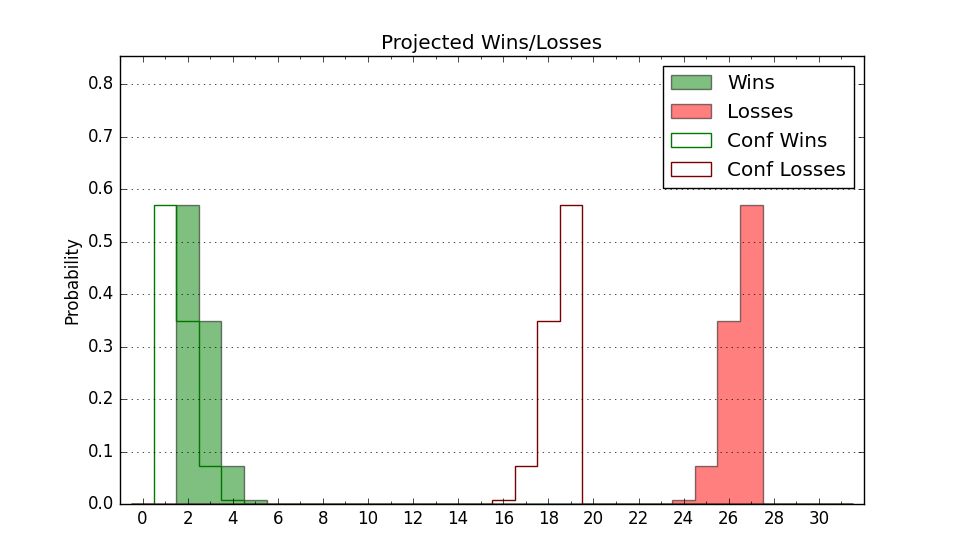 Projected Wins/Losses
Wins
Losses
Conf Wins
Conf Losses
Probability
0.8
0.7
0.6
0.5
0.4
0.3
0.2
0.1
0.0
0 2 4 6 8 10 12 14 16 18 20 22 24 26 28 30